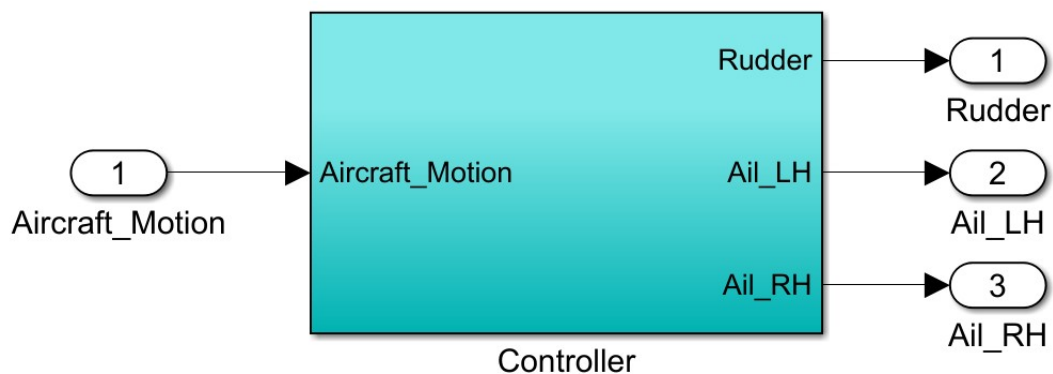 Rudder
1
Rudder
1
Aircraft_Motion
Aircraft_Motion
Ail_LH
2
Ail_LH
Ail_RH
3
Ail_RH
Controller